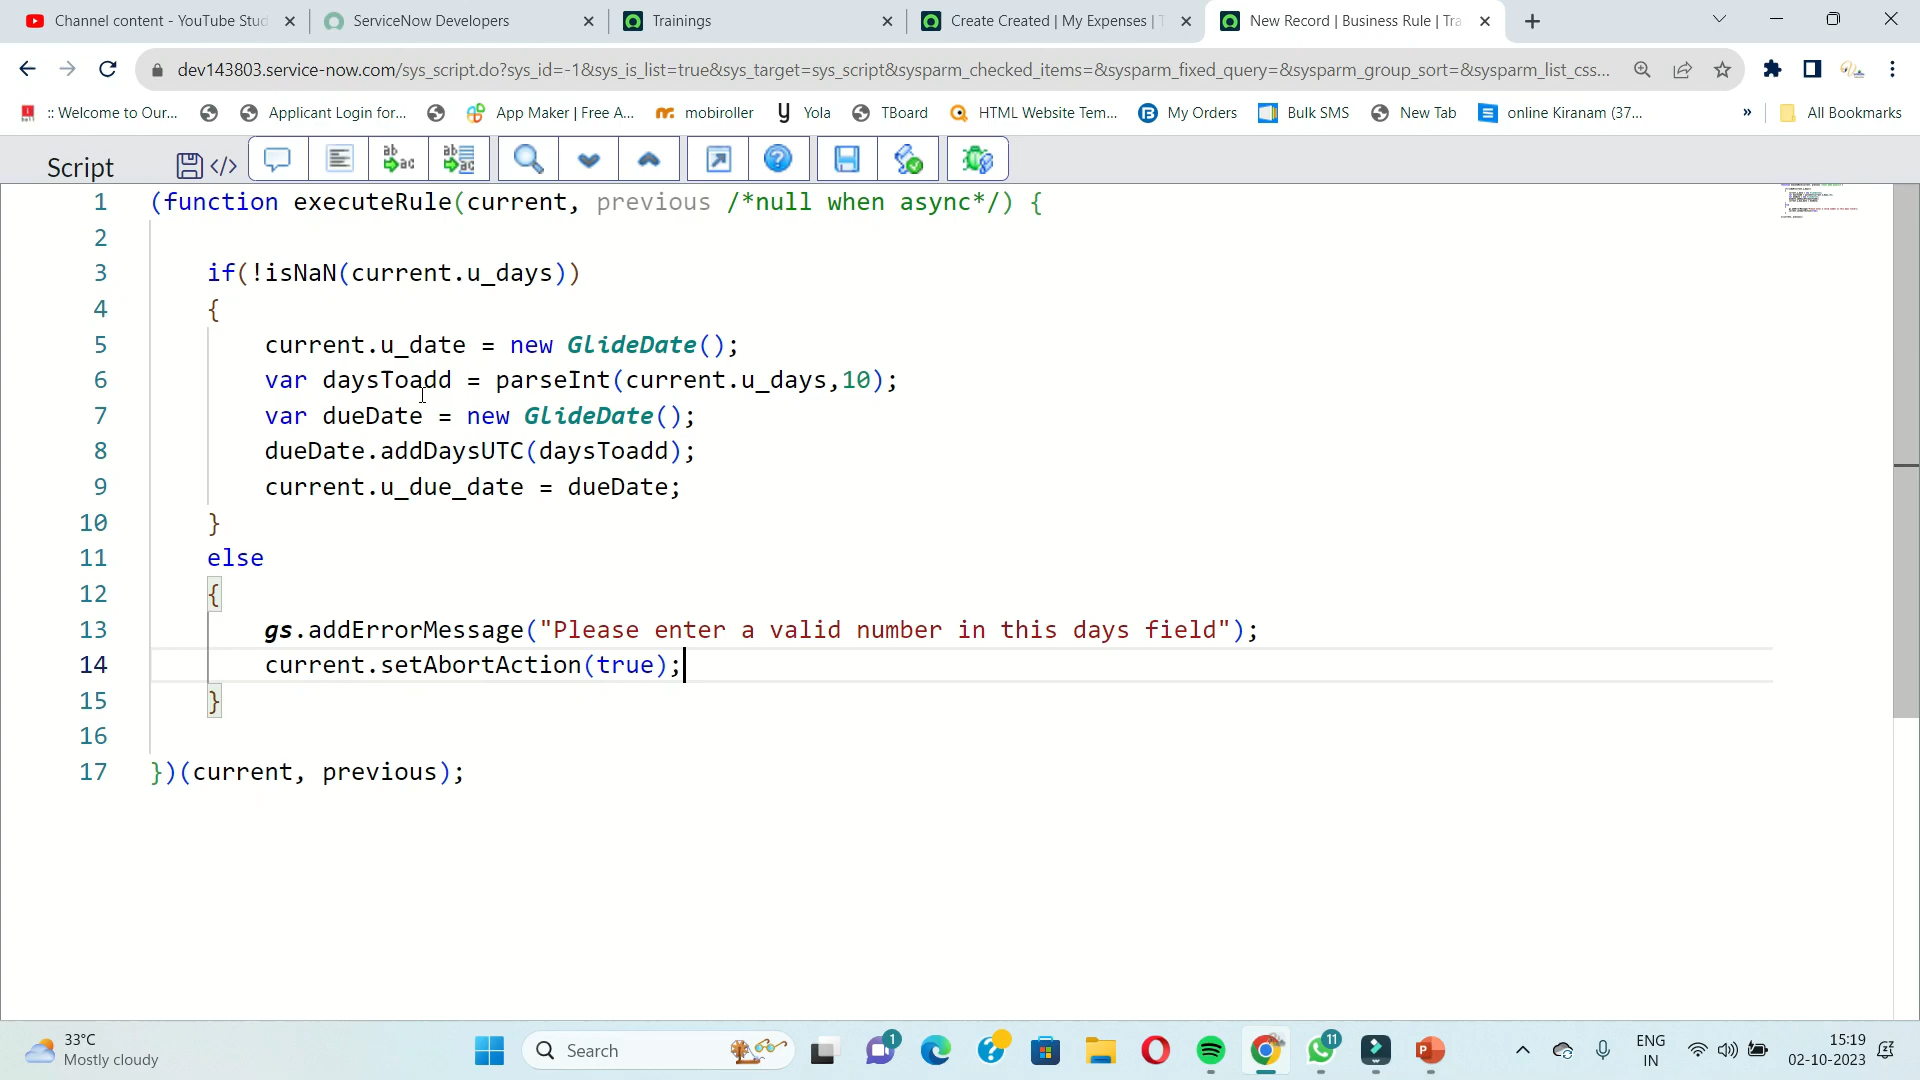 Channel content - YouTube Stud
ServiceNow Developers
Trainings
Create Created | My Expenses | T
New Record | Business Rule | Tra
dev143803.service-now.com/sys_script.do?sys_id=-1&sys_is_list=true&sys_target=sys_script&sysparm_checked_items=&sysparm_fixed_query=&sysparm_group_sort=&sysparm_list_css...
:: Welcome to Our...
Applicant Login for...
App Maker | Free A...
mobiroller
Yola
TBoard
HTML Website Tem...
My Orders
Bulk SMS
New Tab
online Kiranam (37...
»
All Bookmarks
Script
1 (function executeRule(current, previous /*null when async*/) {
2
3 if(!isNaN(current.u_days))
4 {
5 current.u_date = new GlideDate();
6 var daysToadd = parseInt(current.u_days,10);
7 var dueDate = new GlideDate();
8 dueDate.addDaysUTC(daysToadd);
9 current.u_due_date = dueDate;
10 }
11 else
12 {
13 gs.addErrorMessage("Please enter a valid number in this days field");
14 current.setAbortAction(true);
15 }
16
17 })(current, previous);
33°C
Mostly cloudy
Search
1
11
ENG
IN
15:19
02-10-2023